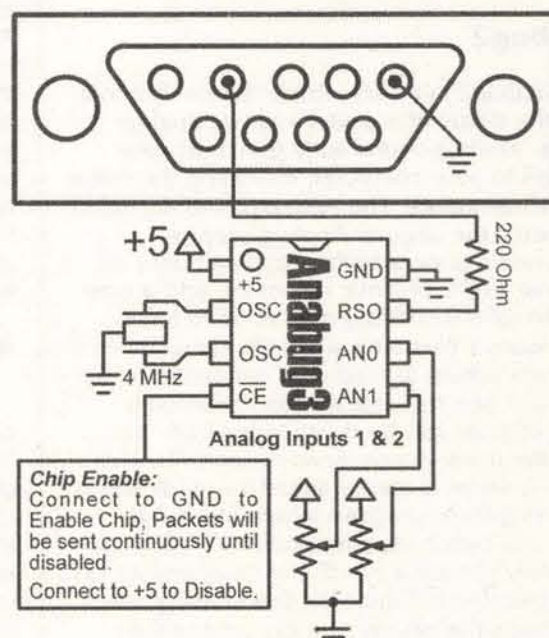 +5
+5
GND
220 Ohm
OSC
RSO
OSC
AN0
4 MHz
CE
AN1
Anabug3
Analog Inputs 1 & 2
Chip Enable:
Connect to GND to
Enable Chip, Packets will
be sent continuously until
disabled.
Connect to +5 to Disable.